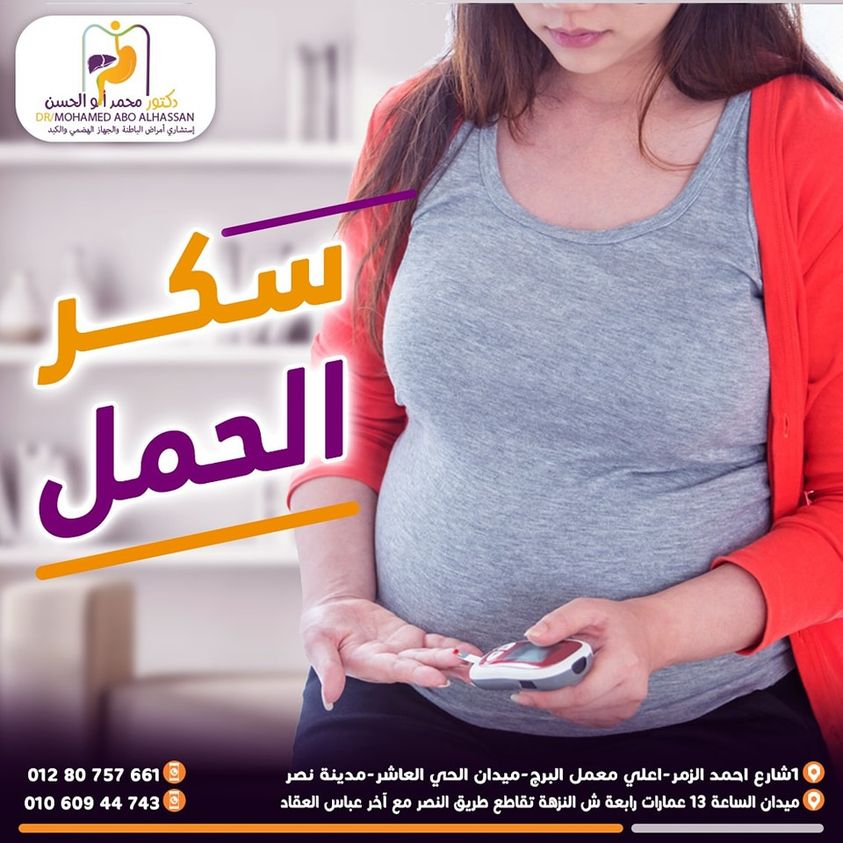 دكتور محمد أبو الحسن
DR/MOHAMED ABO ALHASSAN
إستشاري أمراض الباطنة والجهاز الهضمي والكبد
سكر
الحمل
1شارع احمد الزمر-اعلي معمل البرج-ميدان الحي العاشر-مدينة نصر
012 80 757 661
ميدان الساعة 13 عمارات رابعة ش النزهة تقاطع طريق النصر مع آخر عباس العقاد
010 609 44 743